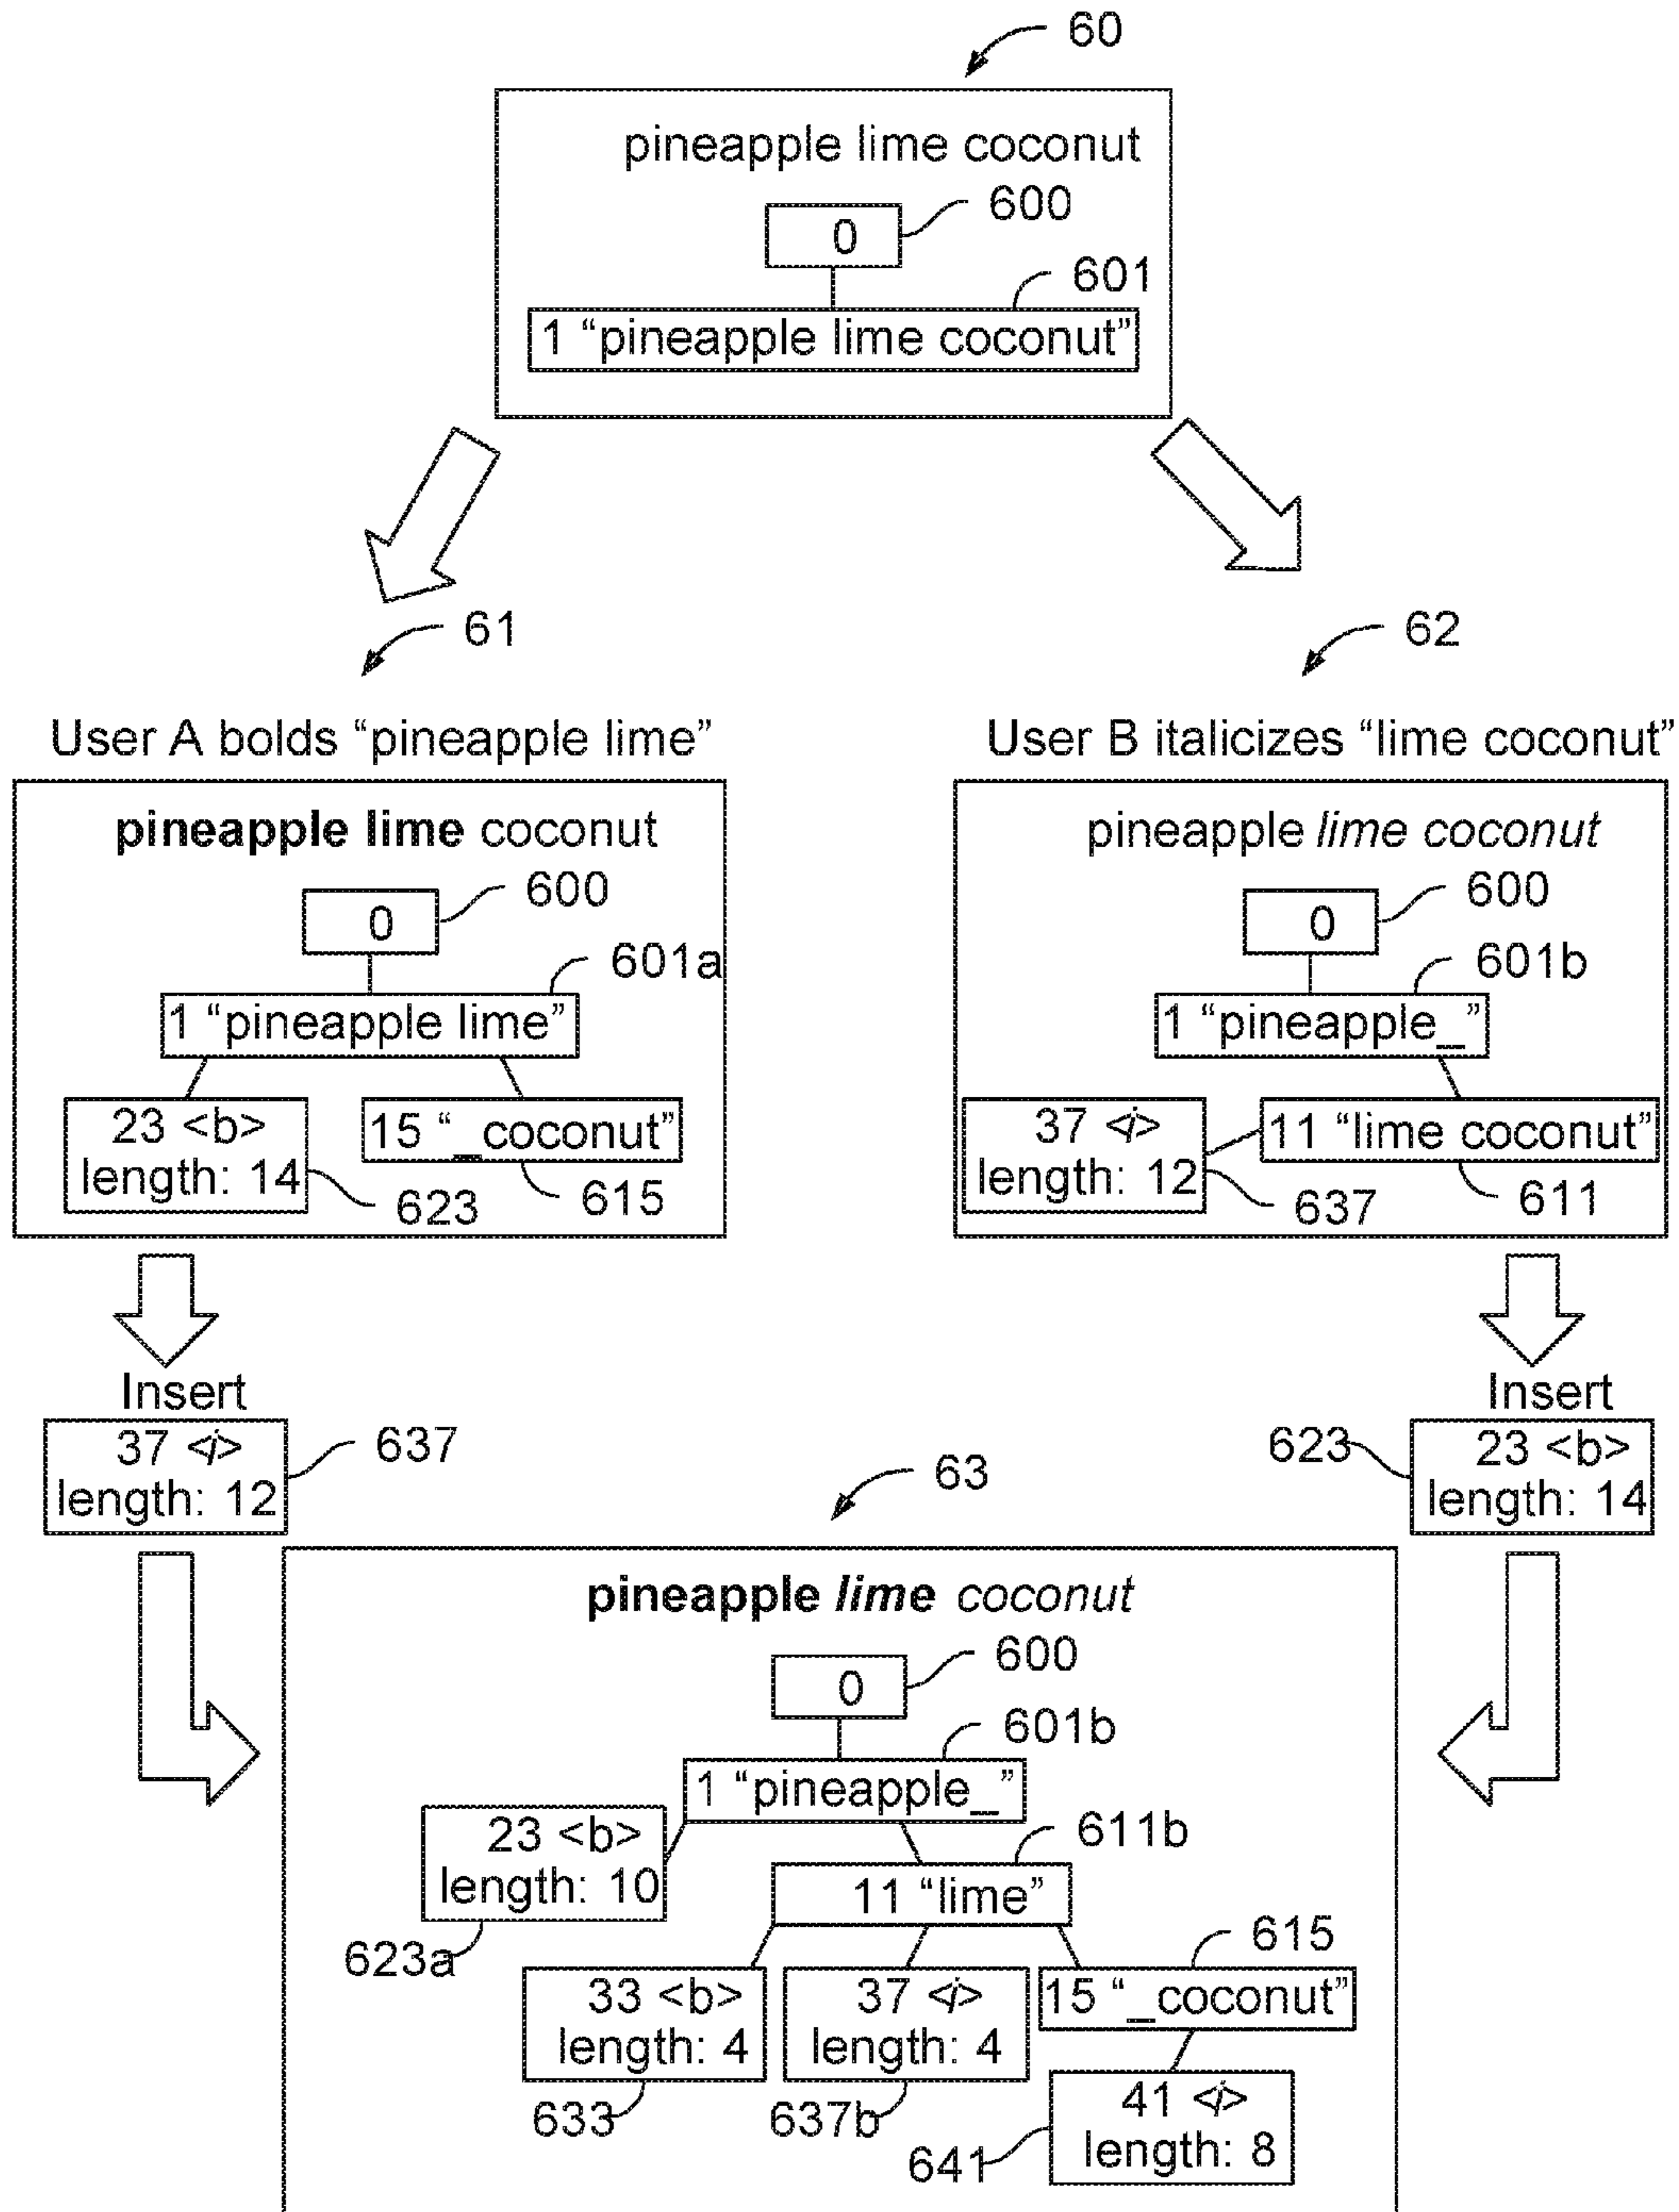 60
pineapple lime coconut
600
0
601
1 “pineapple lime coconut”
61
62
User A bolds “pineapple lime”
User B italicizes “lime coconut”
pineapple lime coconut
pineapple lime coconut
600
0
600
0
601a
601b
1 “pineapple lime”
1 “pineapple_”
23 <b>
length: 14
15 “_coconut”
623
615
37 <i>
length: 12
11 “lime coconut”
637
611
Insert
Insert
37 <i>
length: 12
637
623
23 <b>
length: 14
63
pineapple lime coconut
600
0
601b
1 “pineapple_”
23 <b>
length: 10
623a
611b
11 “lime”
615
33 <b>
length: 4
37 <i>
length: 4
15 “_coconut”
633
637b
41 <i>
length: 8
641